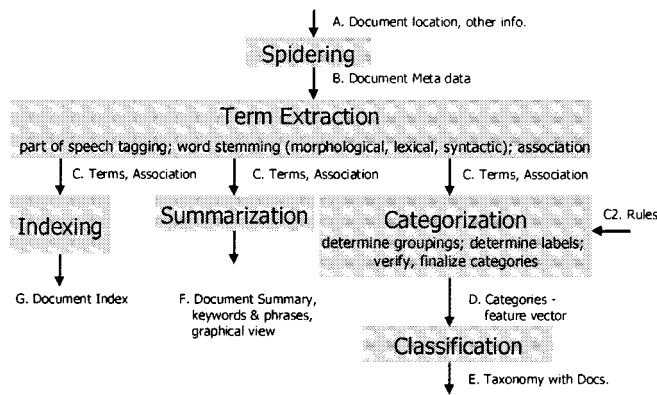 A. Document location, other info.
Spidering
B. Document Meta data
Term Extraction
part of speech tagging; word stemming (morphological, lexical, syntactic); association
C. Terms, Association
C. Terms, Association
C. Terms, Association
Indexing
Summarization
Categorization
determine groupings; determine labels;
verify, finalize categories
C2. Rules
G. Document Index
F. Document Summary,
keywords & phrases,
graphical view
D. Categories -
feature vector
Classification
E. Taxonomy with Docs.